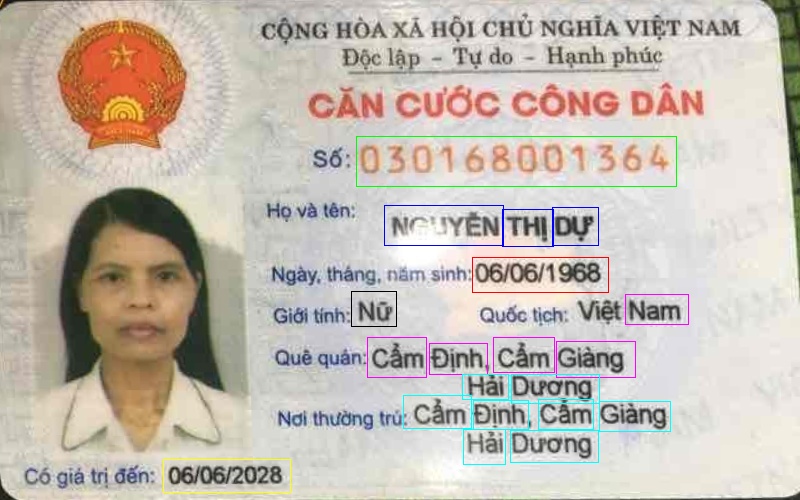 CỘNG HÒA XÃ HỘI CHỦ NGHĨA VIỆT NAM
Độc lập - Tự do - Hạnh phúc
CĂN CƯỚC CÔNG DÂN
Số: 030168001364
Họ và tên: NGUYỄN THỊ DỰ
Ngày, tháng, năm sinh: 06/06/1968
Giới tính: Nữ Quốc tịch: Việt Nam
Quê quán: Cẩm Định, Cẩm Giàng
Hải Dương
Nơi thường trú: Cẩm Định, Cẩm Giàng
Hải Dương
Có giá trị đến: 06/06/2028